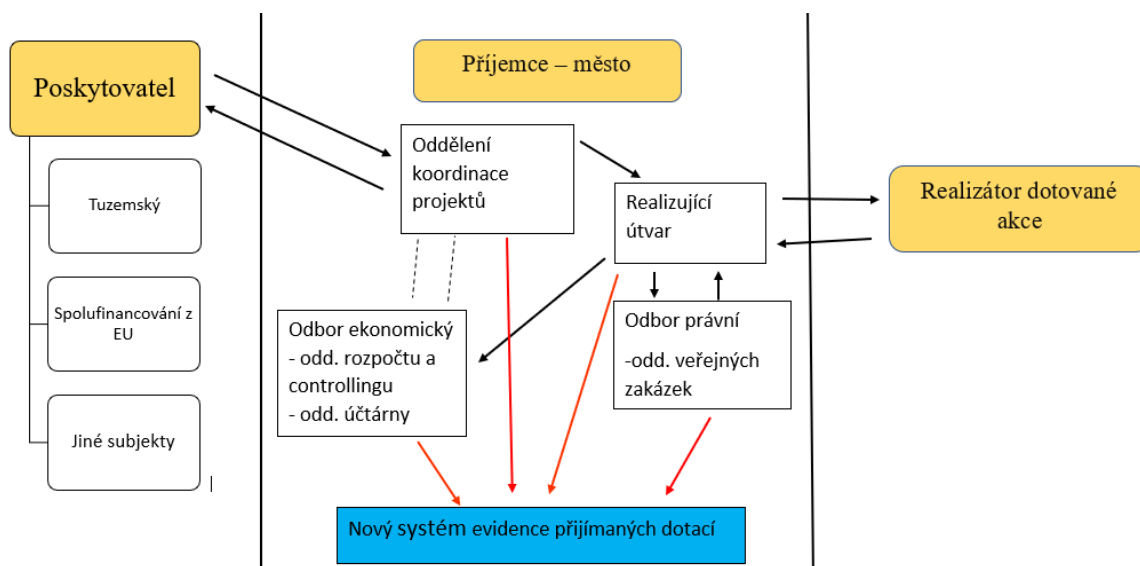 Poskytovatel
Tuzemský
Spolufinancování z
EU
Jiné subjekty
Příjemce – město
Oddělení
koordinace
projektů
Realizující
útvar
Odbor ekonomický
- odd. rozpočtu a
controllingu
- odd. účtárny
Odbor právní
-odd. veřejných
zakázek
Nový systém evidence přijímaných dotací
Realizátor dotované
akce